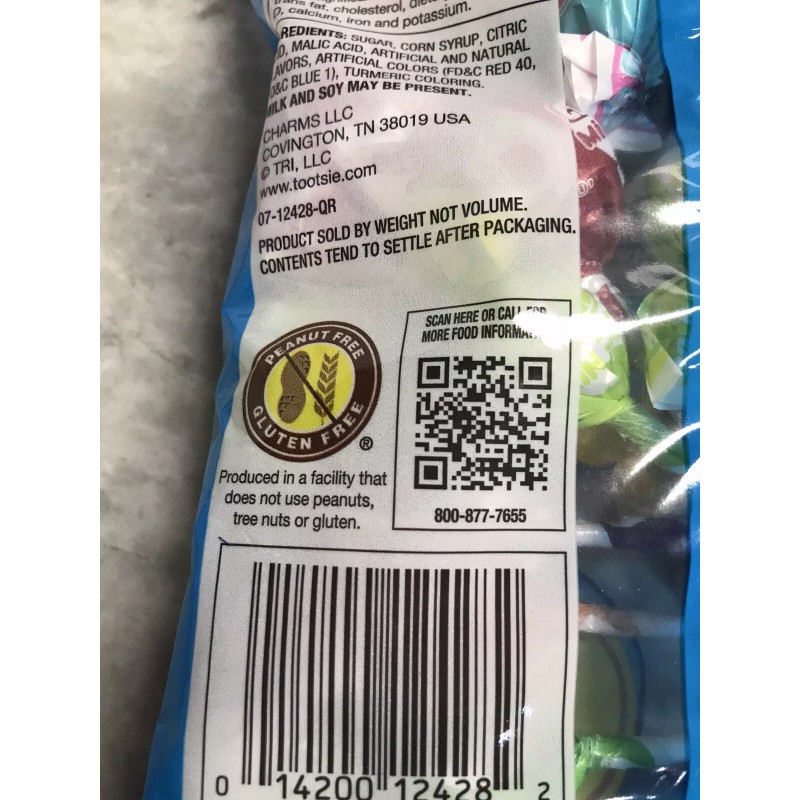 trans fat, cholesterol, dieta
D, calcium, iron and potassium.
REDIENTS: SUGAR, CORN SYRUP, CITRIC
D, MALIC ACID, ARTIFICIAL AND NATURAL
AVORS, ARTIFICIAL COLORS (FD&C RED 40,
D&C BLUE 1), TURMERIC COLORING.
MILK AND SOY MAY BE PRESENT.
CHARMS LLC
COVINGTON, TN 38019 USA
© TRI, LLC
www.tootsie.com
07-12428-QR
PRODUCT SOLD BY WEIGHT NOT VOLUME.
CONTENTS TEND TO SETTLE AFTER PACKAGING.
SCAN HERE OR CALL FOR
MORE FOOD INFORMAT
PEANUT FREE
GLUTEN FREE
®
Produced in a facility that
does not use peanuts,
tree nuts or gluten.
800-877-7655
0 14200 12428 2